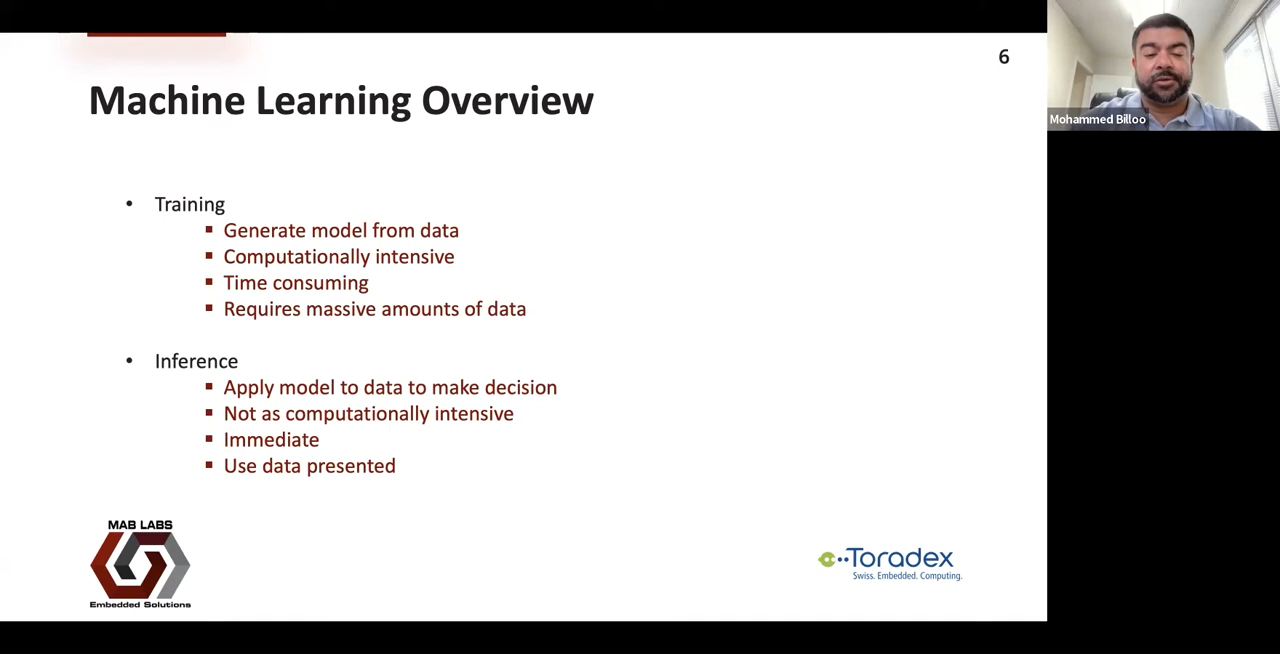 6
Machine Learning Overview
• Training
▪ Generate model from data
▪ Computationally intensive
▪ Time consuming
▪ Requires massive amounts of data
• Inference
▪ Apply model to data to make decision
▪ Not as computationally intensive
▪ Immediate
▪ Use data presented
MAB LABS
Embedded Solutions
Toradex
Swiss. Embedded. Computing.
Mohammed Billoo